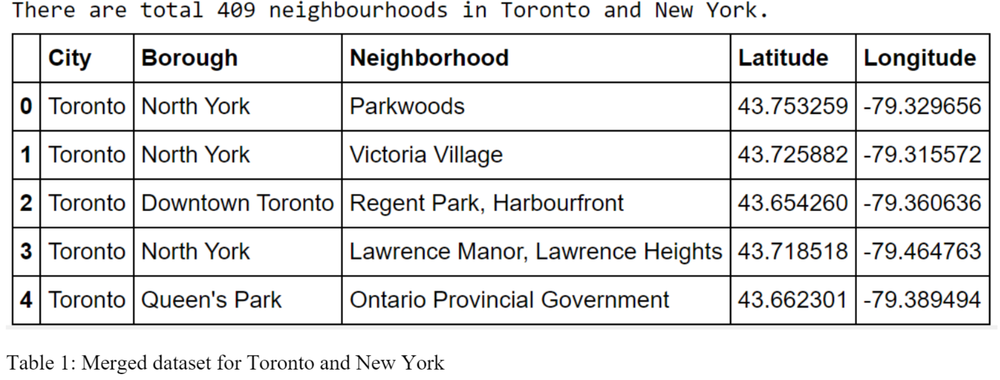 There are total 409 neighbourhoods in Toronto and New York.
City Borough Neighborhood Latitude Longitude
0 Toronto North York Parkwoods 43.753259 -79.329656
1 Toronto North York Victoria Village 43.725882 -79.315572
2 Toronto Downtown Toronto Regent Park, Harbourfront 43.654260 -79.360636
3 Toronto North York Lawrence Manor, Lawrence Heights 43.718518 -79.464763
4 Toronto Queen's Park Ontario Provincial Government 43.662301 -79.389494
Table 1: Merged dataset for Toronto and New York